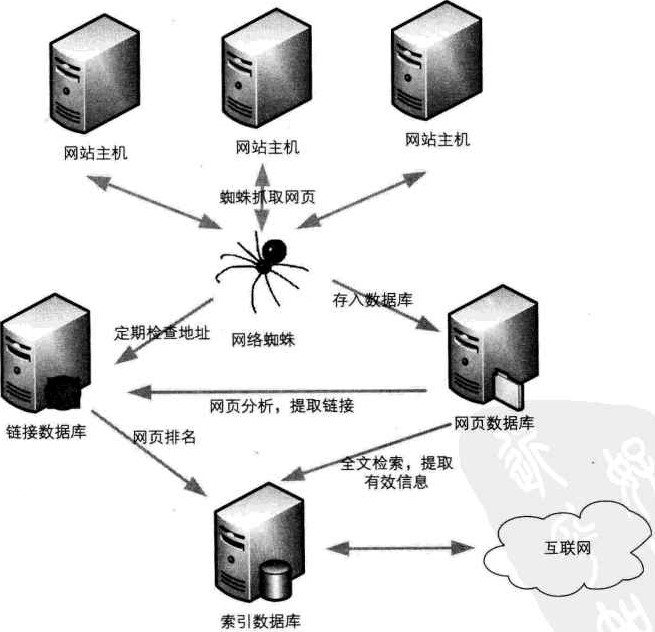 网站主机
网站主机
网站主机
蜘蛛抓取网页
存入数据库
定期检查地址
网络蜘蛛
网页分析，提取链接
链接数据库
网页数据库
网页排名
全文检索，提取
有效信息
互联网
索引数据库